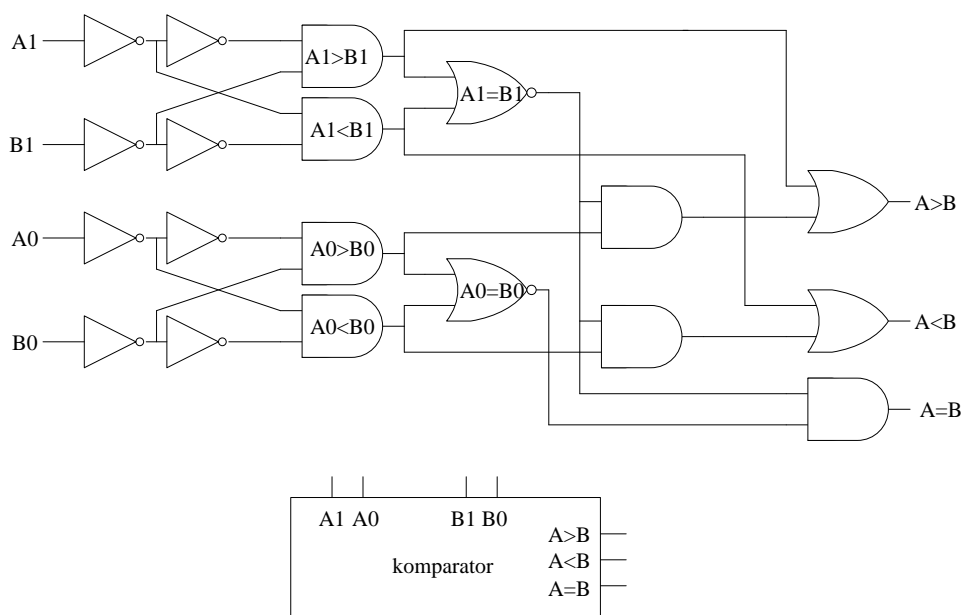 A1
A1>B1
A1=B1
A1<B1
B1
A>B
A0
A0>B0
A0=B0
A0<B0
A<B
B0
A=B
A1 A0 B1 B0
A>B
komparator
A<B
A=B